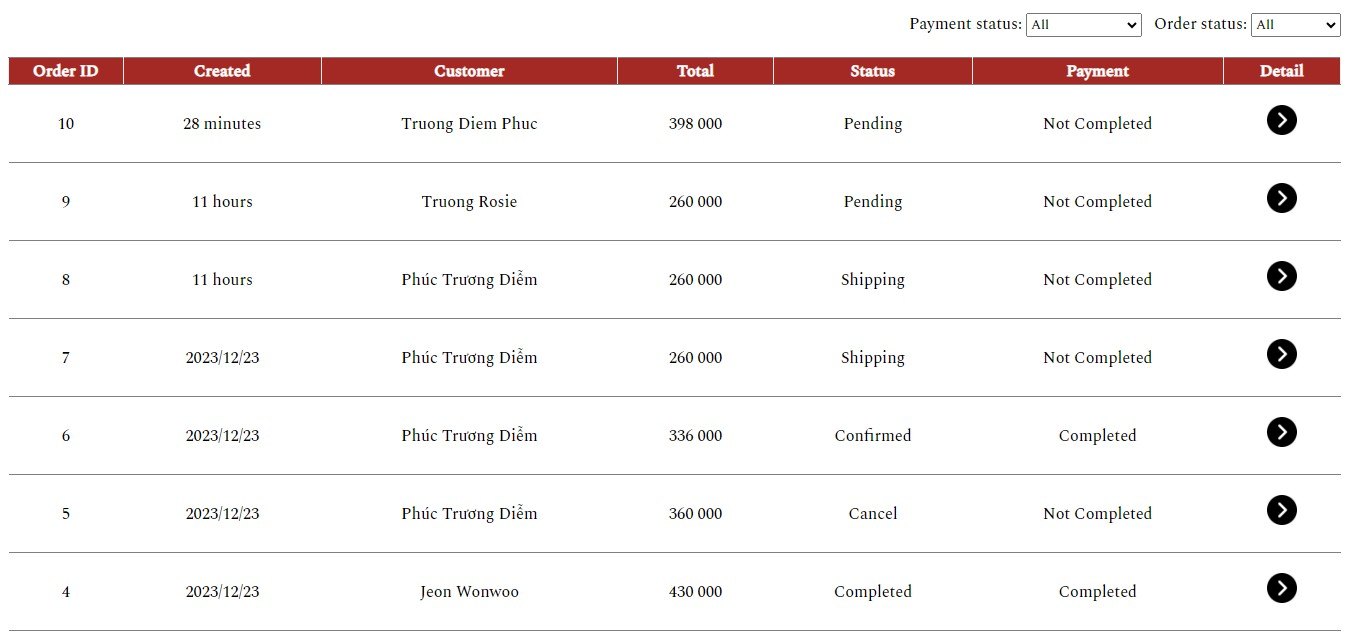 Payment status: All Order status: All
Order ID Created Customer Total Status Payment Detail
10 28 minutes Truong Diem Phuc 398 000 Pending Not Completed
9 11 hours Truong Rosie 260 000 Pending Not Completed
8 11 hours Phúc Trương Diễm 260 000 Shipping Not Completed
7 2023/12/23 Phúc Trương Diễm 260 000 Shipping Not Completed
6 2023/12/23 Phúc Trương Diễm 336 000 Confirmed Completed
5 2023/12/23 Phúc Trương Diễm 360 000 Cancel Not Completed
4 2023/12/23 Jeon Wonwoo 430 000 Completed Completed